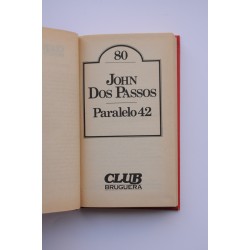 80
JOHN
DOS PASSOS
Paralelo 42
CLUB
BRUGUERA